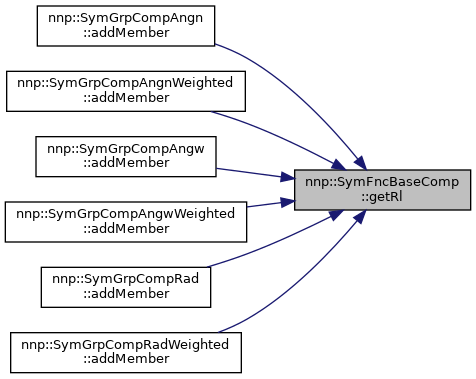 nnp::SymGrpCompAngn
::addMember
nnp::SymGrpCompAngnWeighted
::addMember
nnp::SymGrpCompAngw
::addMember
nnp::SymFncBaseComp
::getRl
nnp::SymGrpCompAngwWeighted
::addMember
nnp::SymGrpCompRad
::addMember
nnp::SymGrpCompRadWeighted
::addMember